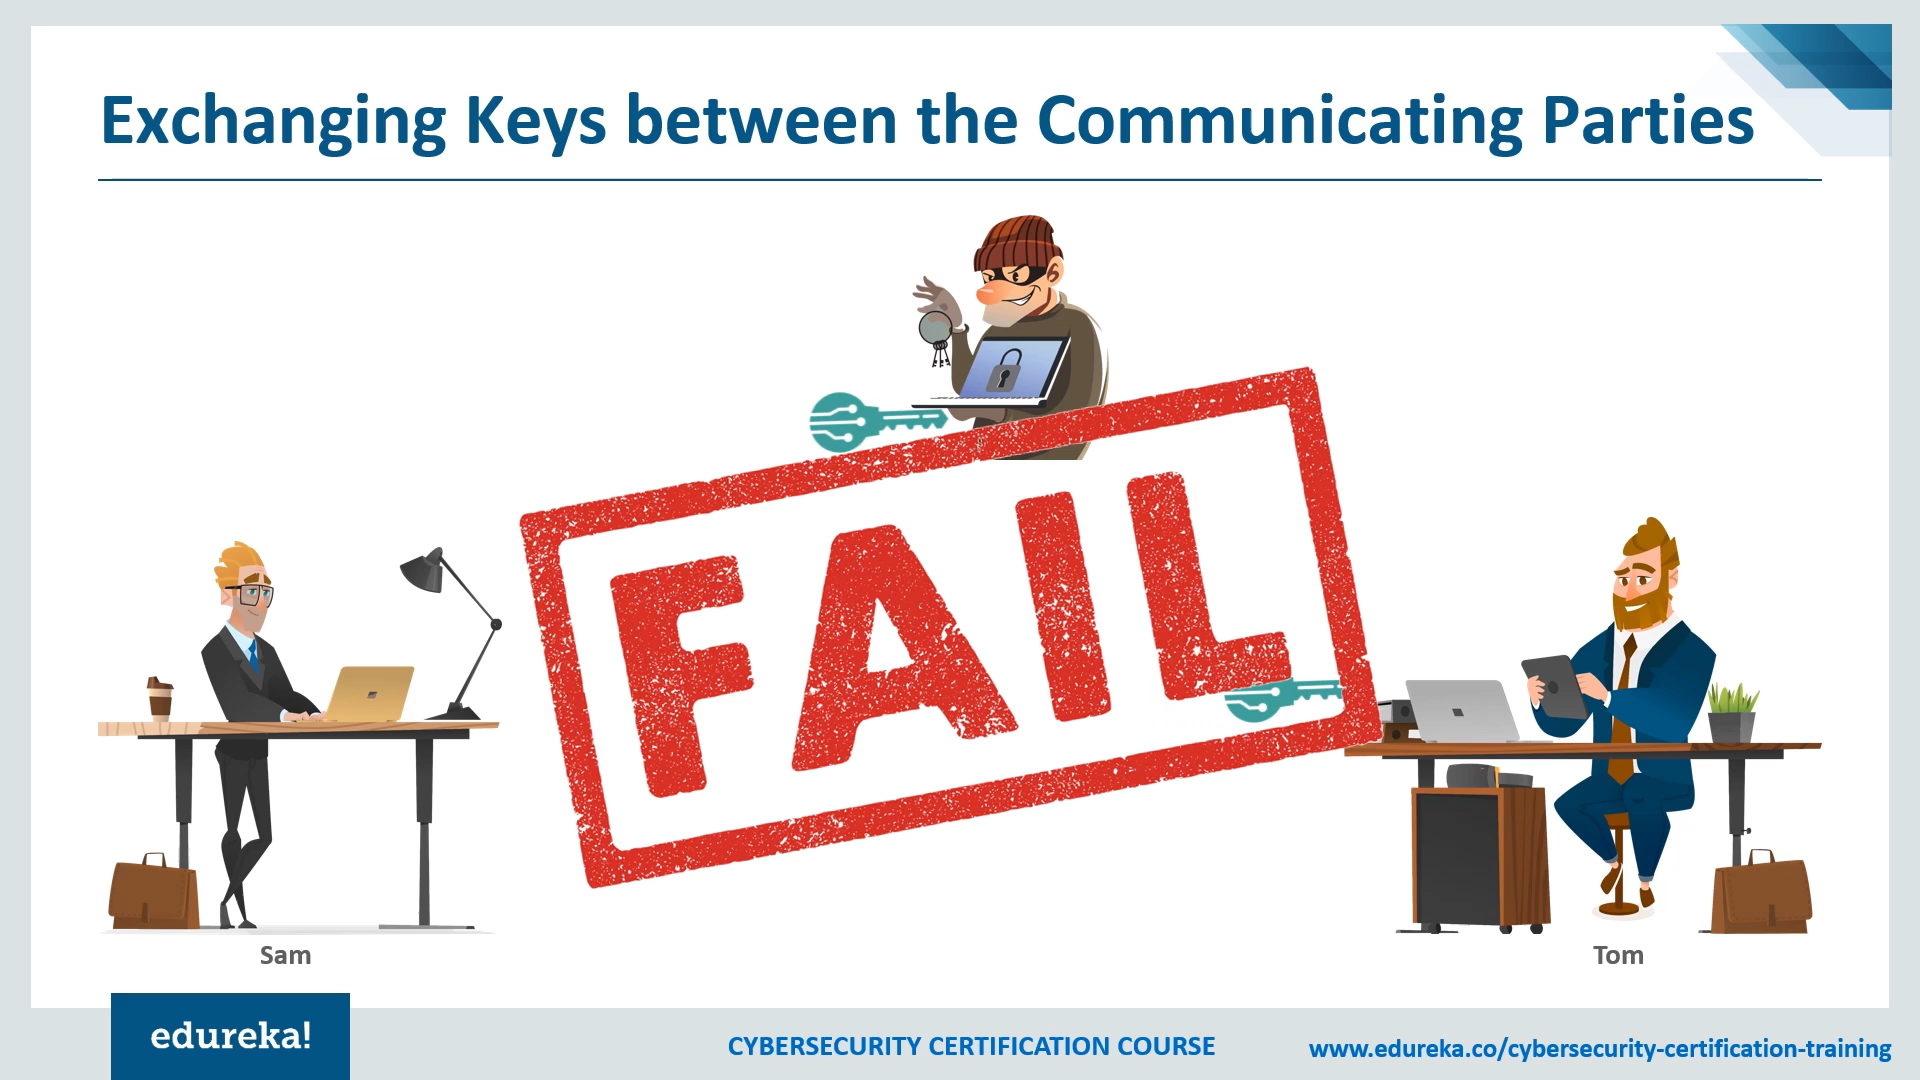 Exchanging Keys between the Communicating Parties
FAIL
Sam
Tom
edureka!
CYBERSECURITY CERTIFICATION COURSE
www.edureka.co/cybersecurity-certification-training